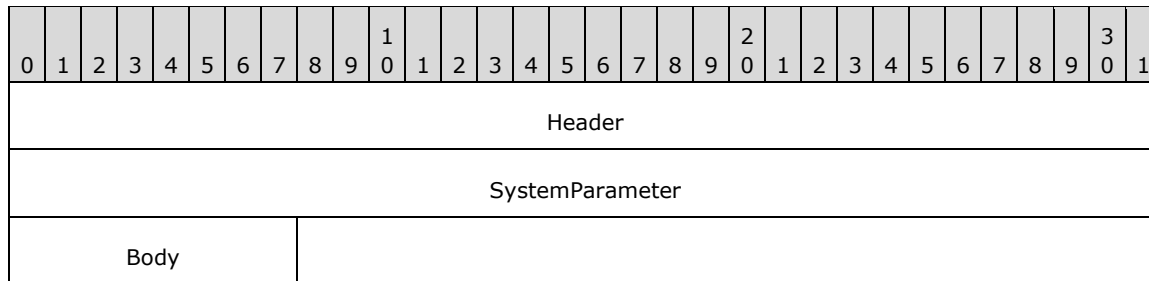 1 2 3
0 1 2 3 4 5 6 7 8 9 0 1 2 3 4 5 6 7 8 9 0 1 2 3 4 5 6 7 8 9 0 1
Header
SystemParameter
Body